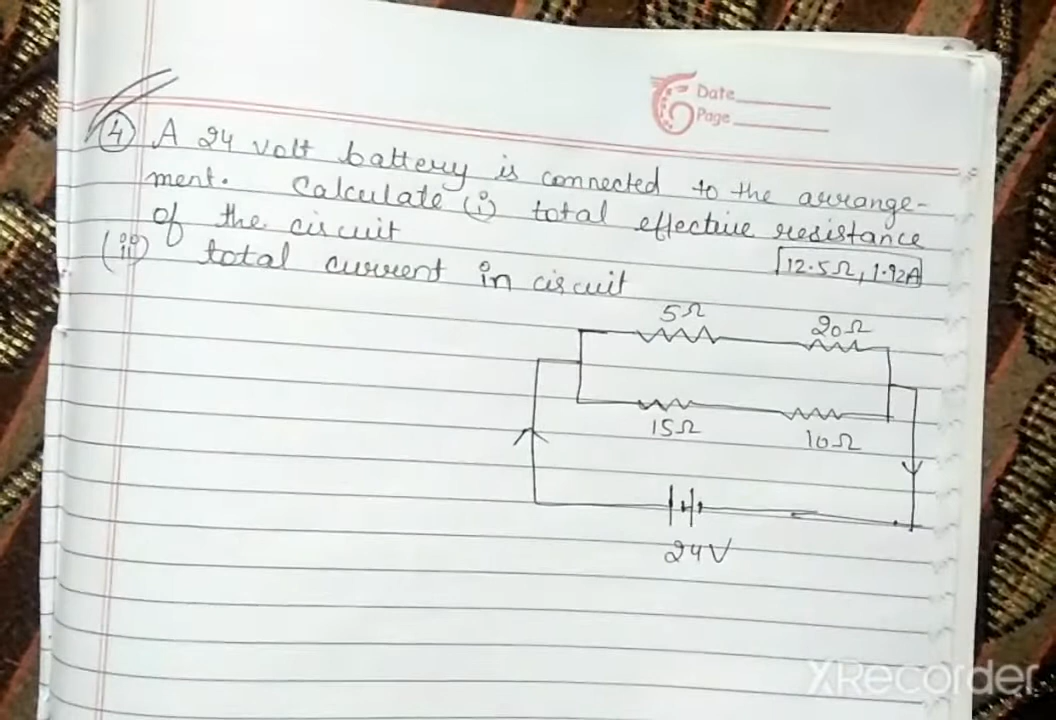 Date
Page
④ A 24 volt battery is connected to the arrange-
ment. Calculate (i) total effective resistance
of the circuit
12.5Ω, 1.92A
(ii) total current in circuit
5Ω 20Ω
15Ω 10Ω
24V
XRecorder